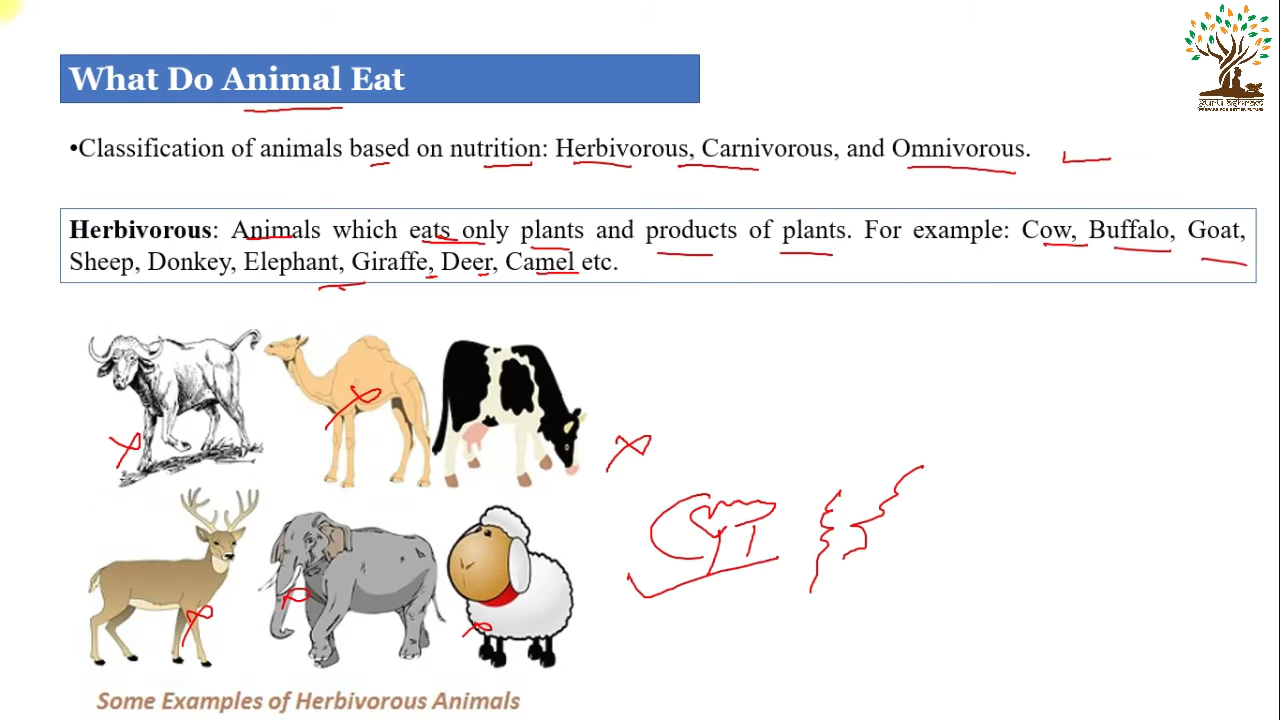 What Do Animal Eat
•Classification of animals based on nutrition: Herbivorous, Carnivorous, and Omnivorous.
Herbivorous: Animals which eats only plants and products of plants. For example: Cow, Buffalo, Goat,
Sheep, Donkey, Elephant, Giraffe, Deer, Camel etc.
Some Examples of Herbivorous Animals
guru ashram